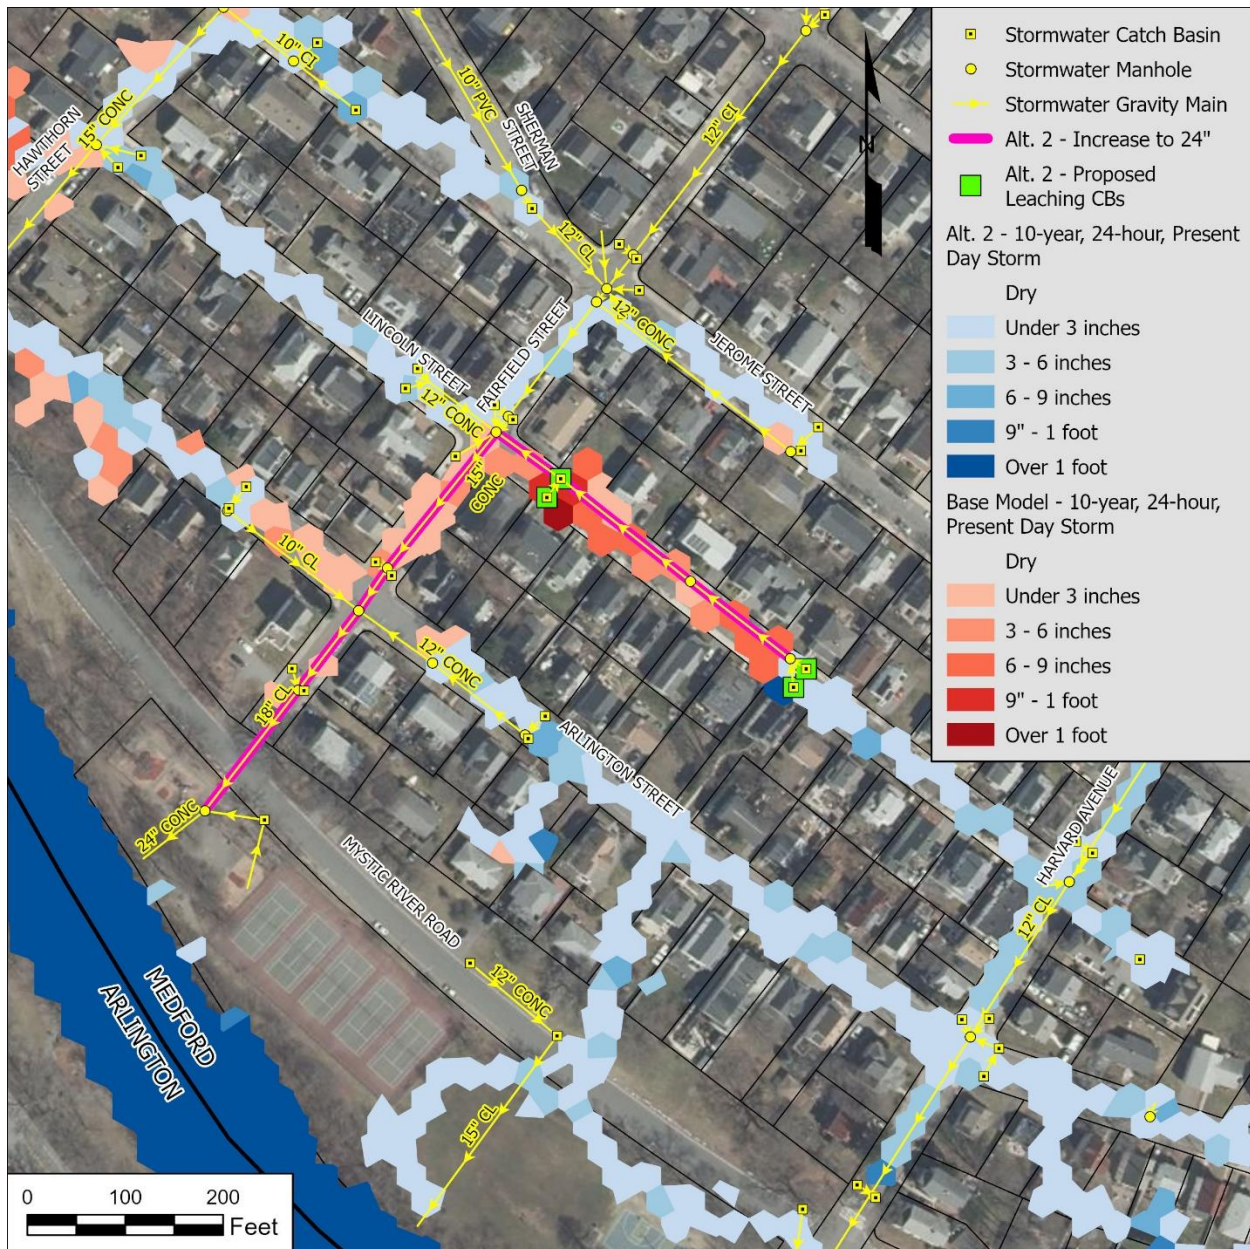 Stormwater Catch Basin
Stormwater Manhole
Stormwater Gravity Main
Alt. 2 - Increase to 24"
Alt. 2 - Proposed
Leaching CBs
Alt. 2 - 10-year, 24-hour, Present
Day Storm
Dry
Under 3 inches
3 - 6 inches
6 - 9 inches
9" - 1 foot
Over 1 foot
Base Model - 10-year, 24-hour,
Present Day Storm
Dry
Under 3 inches
3 - 6 inches
6 - 9 inches
9" - 1 foot
Over 1 foot
N
10" CI
10" PVC
SHERMAN
STREET
12" CI
15" CONC
HAWTHORN
STREET
12" CL
12" CONC
LINCOLN STREET
FAIRFIELD STREET
JEROME STREET
12" CONC
15"
CONC
10" CL
12" CONC
18" CL
ARLINGTON STREET
24" CONC
MYSTIC RIVER ROAD
HARVARD AVENUE
12" CL
12" CONC
MEDFORD
ARLINGTON
15" CL
0 100 200
Feet